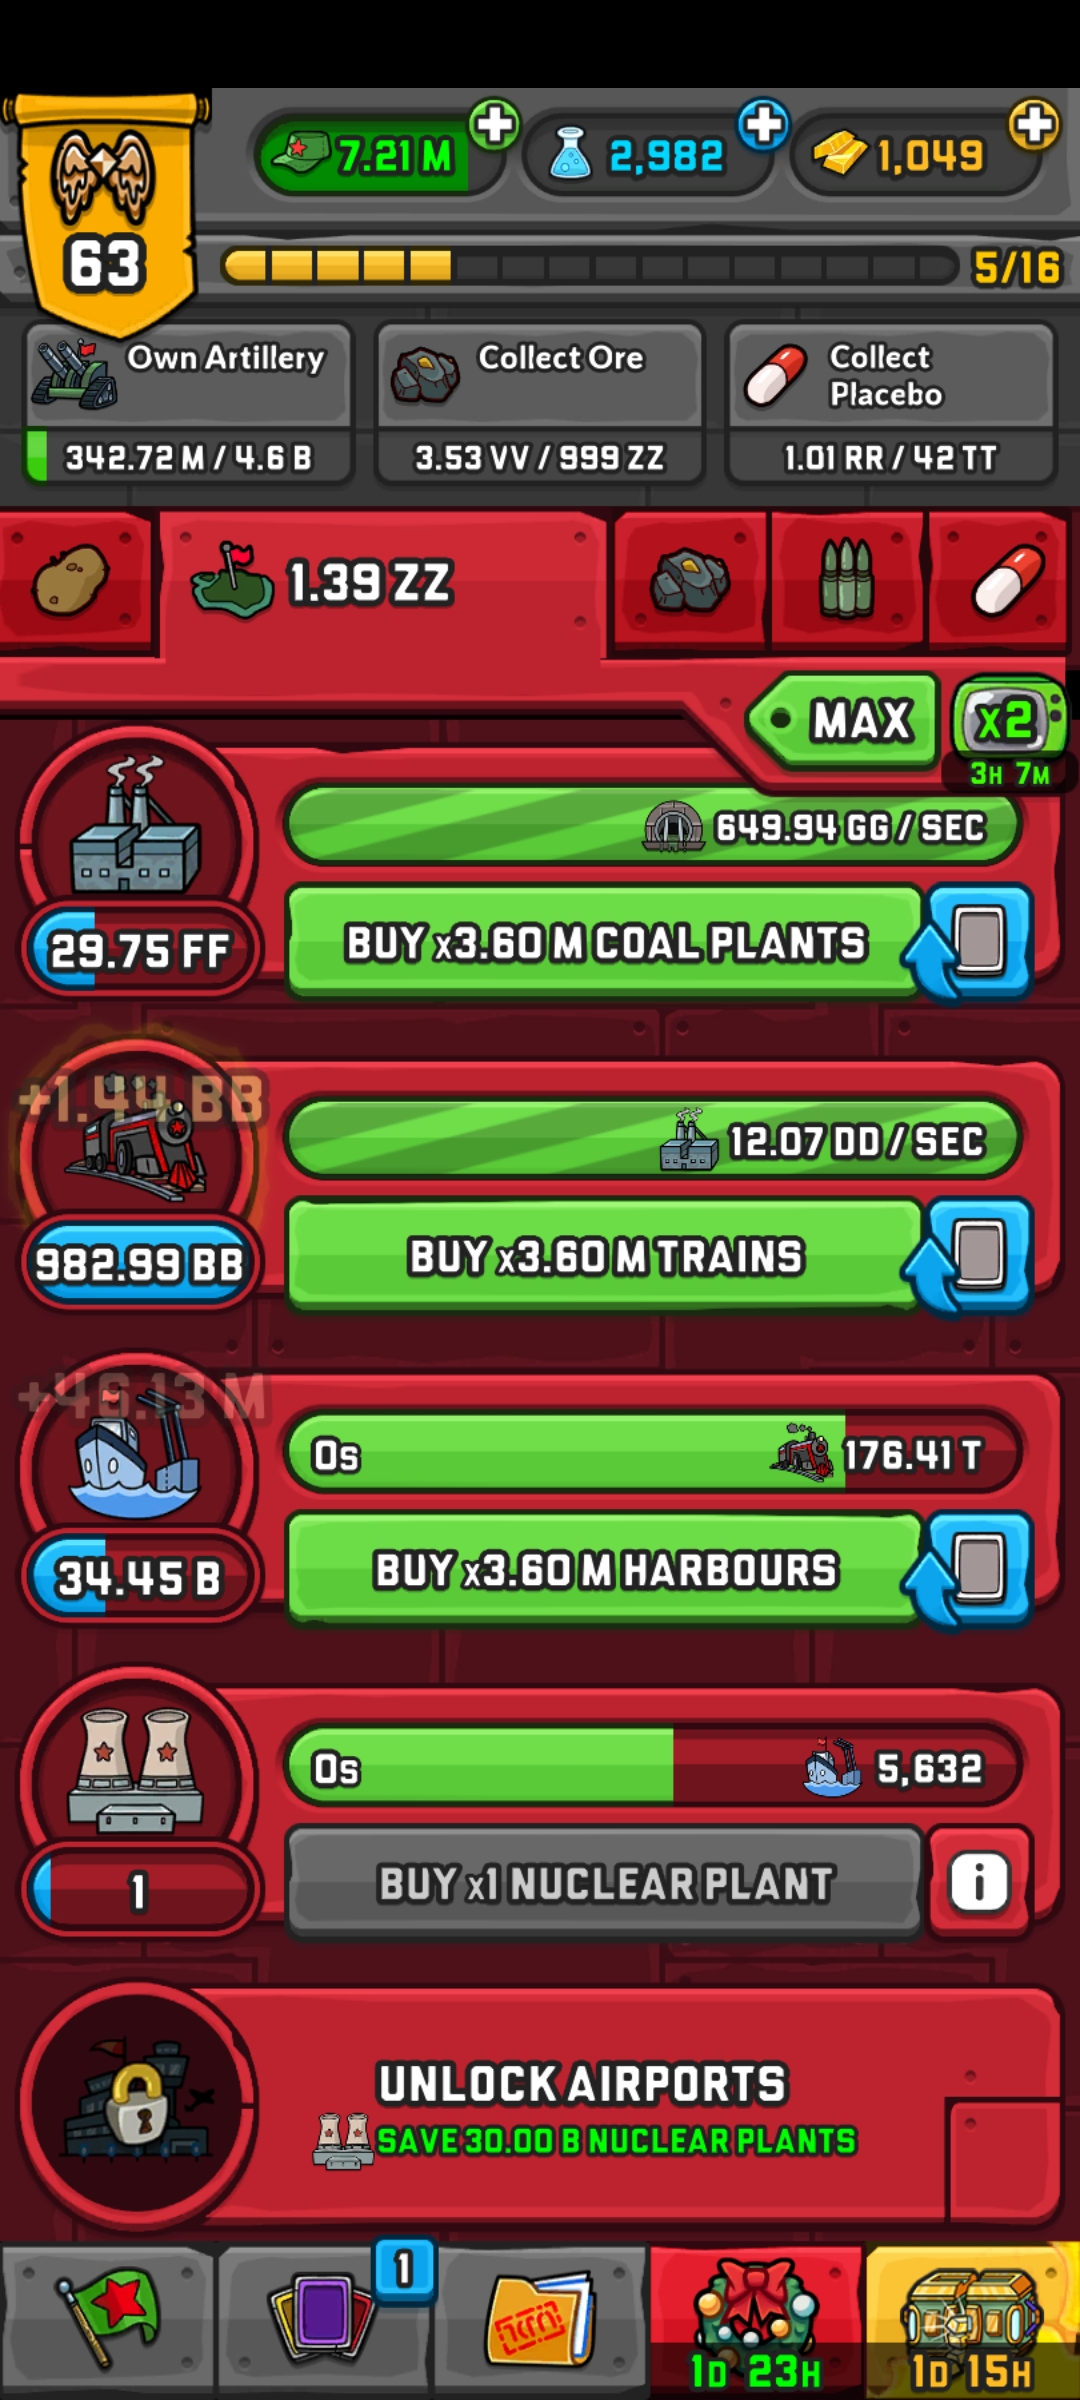 7.21 M
2,982
1,049
63
5/16
Own Artillery
342.72 M / 4.6 B
Collect Ore
3.53 VV / 999 ZZ
Collect
Placebo
1.01 RR / 42 TT
1.39 ZZ
MAX
x2
3H 7M
649.94 GG / SEC
29.75 FF
BUY x3.60 M COAL PLANTS
+1.44 BB
12.07 DD / SEC
982.99 BB
BUY x3.60 M TRAINS
+46.13 M
0s
176.41 T
34.45 B
BUY x3.60 M HARBOURS
0s
5,632
1
BUY x1 NUCLEAR PLANT
i
UNLOCK AIRPORTS
SAVE 30.00 B NUCLEAR PLANTS
1
1D 23H
1D 15H